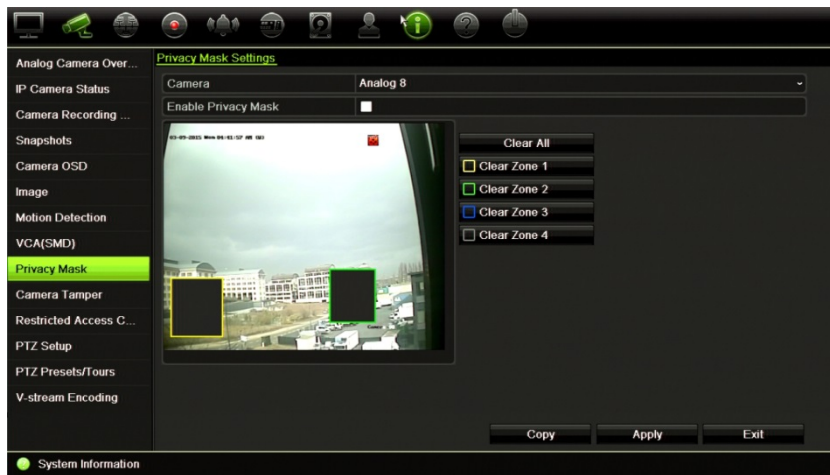 Privacy Mask Settings
Analog Camera Over...
IP Camera Status
Camera Recording ...
Snapshots
Camera OSD
Image
Motion Detection
VCA(SMD)
Privacy Mask
Camera Tamper
Restricted Access C...
PTZ Setup
PTZ Presets/Tours
V-stream Encoding
Camera
Analog 8
Enable Privacy Mask
Clear All
Clear Zone 1
Clear Zone 2
Clear Zone 3
Clear Zone 4
Copy
Apply
Exit
System Information